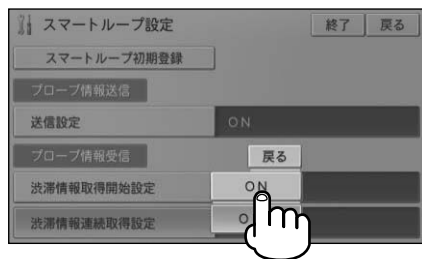 スマートループ設定
終了 戻る
スマートループ初期登録
プローブ情報送信
送信設定 ON
プローブ情報受信 戻る
渋滞情報取得開始設定 ON
渋滞情報連続取得設定